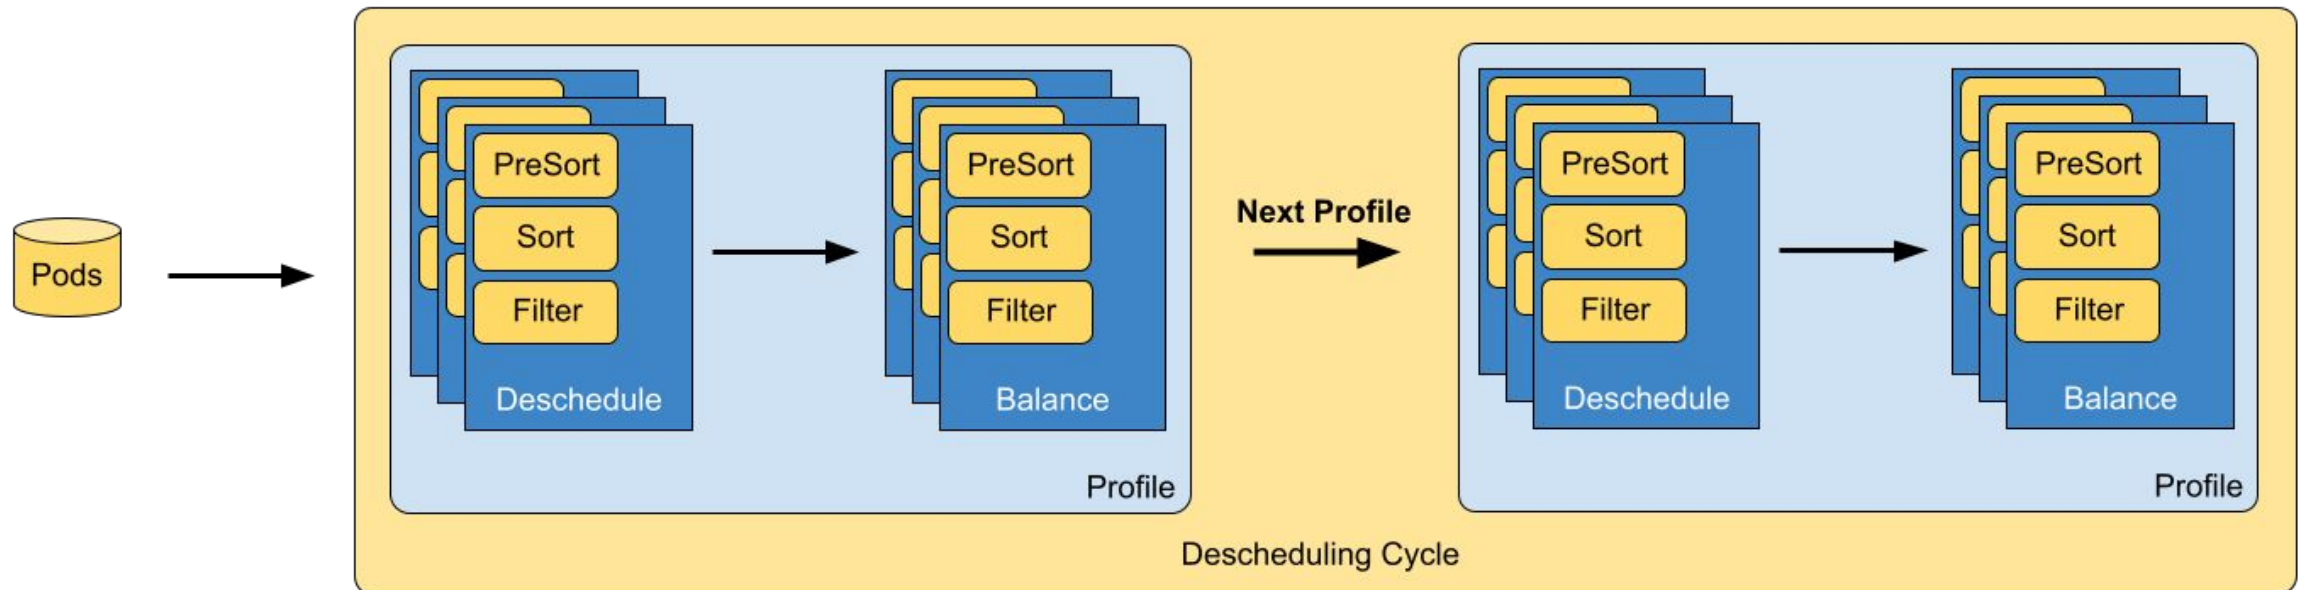 Pods
PreSort
Sort
Filter
Deschedule
PreSort
Sort
Filter
Balance
Profile
Next Profile
PreSort
Sort
Filter
Deschedule
PreSort
Sort
Filter
Balance
Profile
Descheduling Cycle